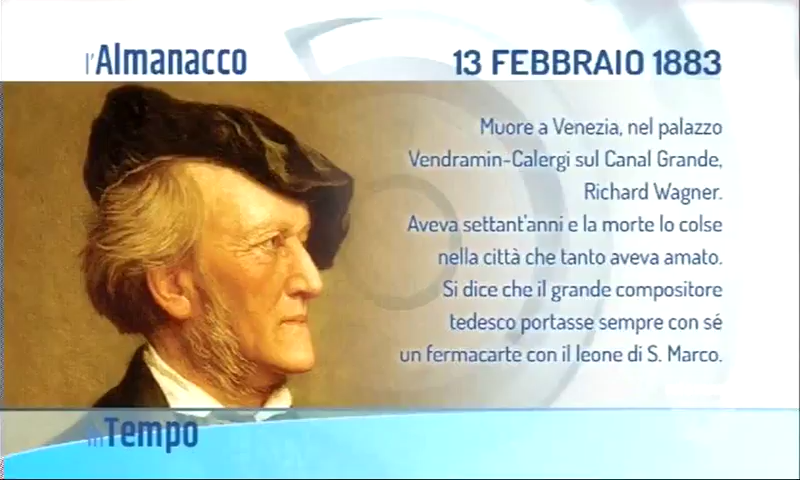 l'Almanacco
13 FEBBRAIO 1883
Muore a Venezia, nel palazzo
Vendramin-Calergi sul Canal Grande,
Richard Wagner.
Aveva settant'anni e la morte lo colse
nella città che tanto aveva amato.
Si dice che il grande compositore
tedesco portasse sempre con sé
un fermacarte con il leone di S. Marco.
inTempo